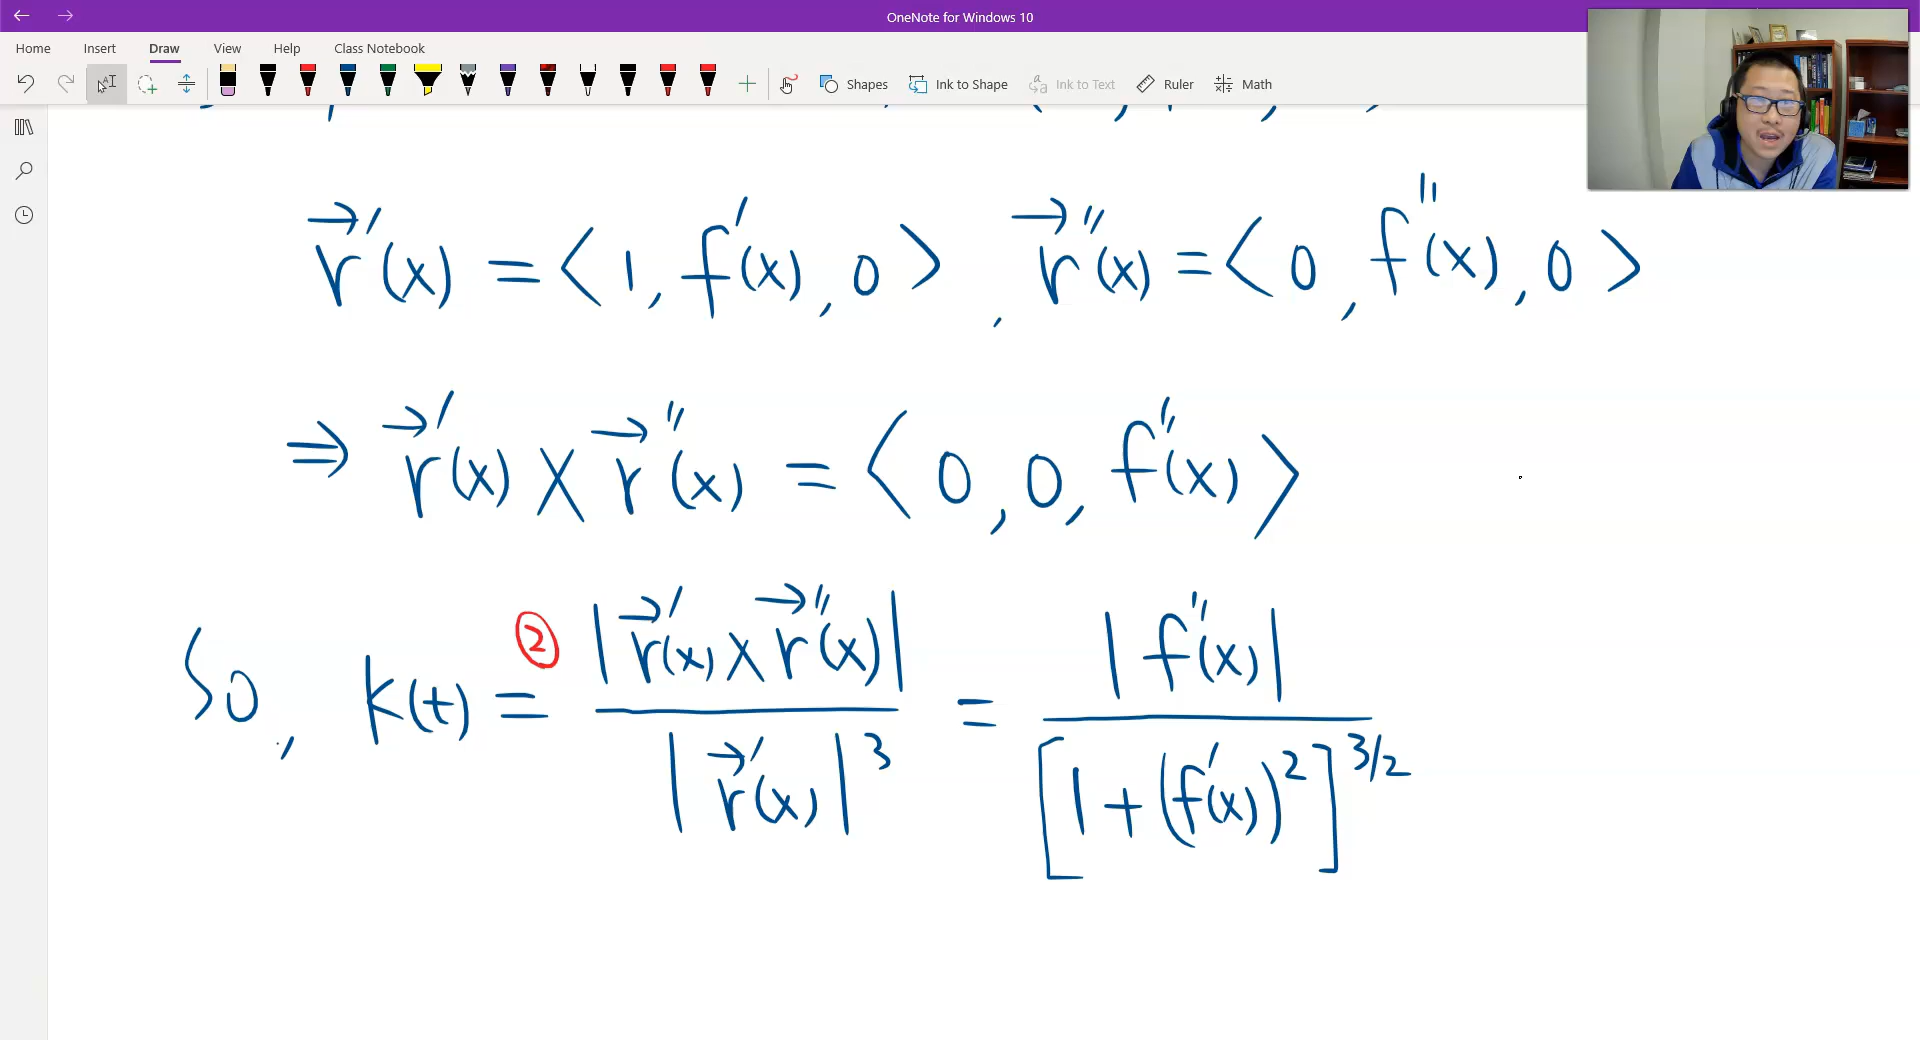 OneNote for Windows 10
Home Insert Draw View Help Class Notebook
Shapes Ink to Shape Ink to Text Ruler Math
r⃗′(x) = ⟨1, f′(x), 0⟩, r⃗″(x) = ⟨0, f″(x), 0⟩
⇒ r⃗′(x) × r⃗″(x) = ⟨0, 0, f″(x)⟩
So, k(t) = ② |r⃗′(x) × r⃗″(x)| / |r⃗′(x)|³ = |f″(x)| / [1 + (f′(x))²]^3/2